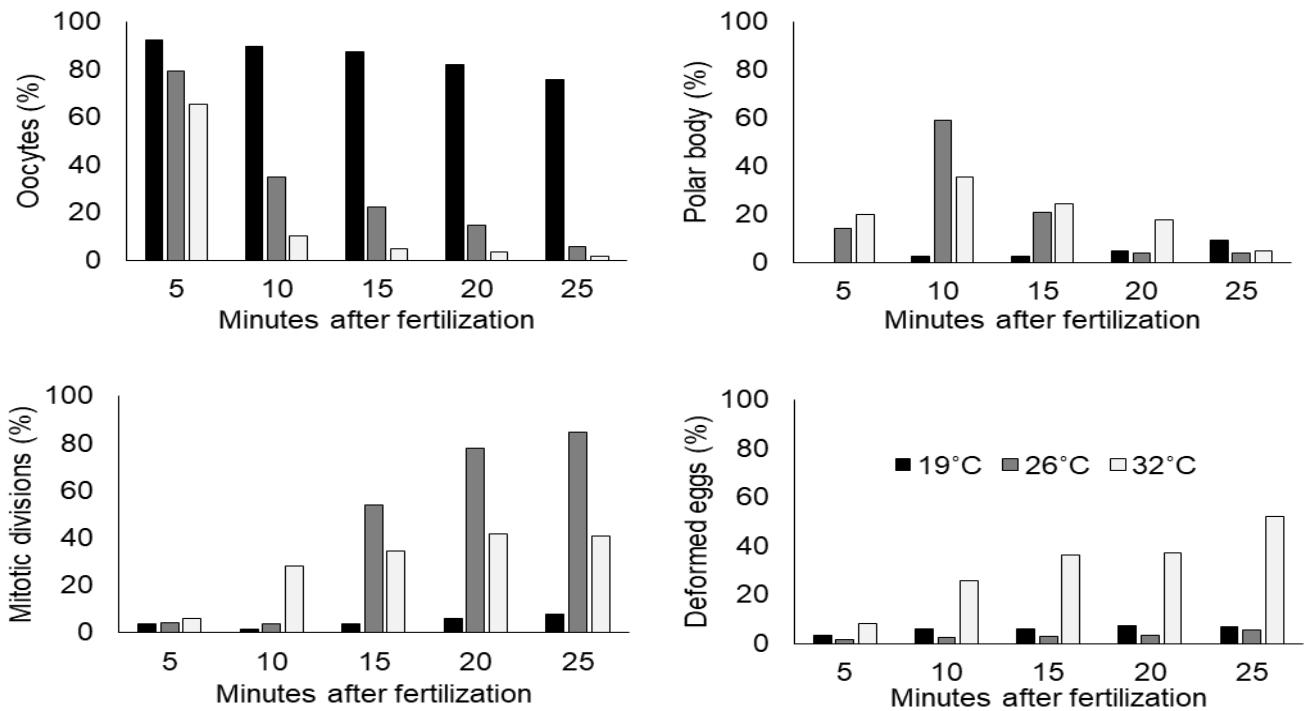 Oocytes (%)
100
80
60
40
20
0
5 10 15 20 25
Minutes after fertilization
Polar body (%)
100
80
60
40
20
0
5 10 15 20 25
Minutes after fertilization
Mitotic divisions (%)
100
80
60
40
20
0
5 10 15 20 25
Minutes after fertilization
Deformed eggs (%)
100
80
60
40
20
0
19°C 26°C 32°C
5 10 15 20 25
Minutes after fertilization